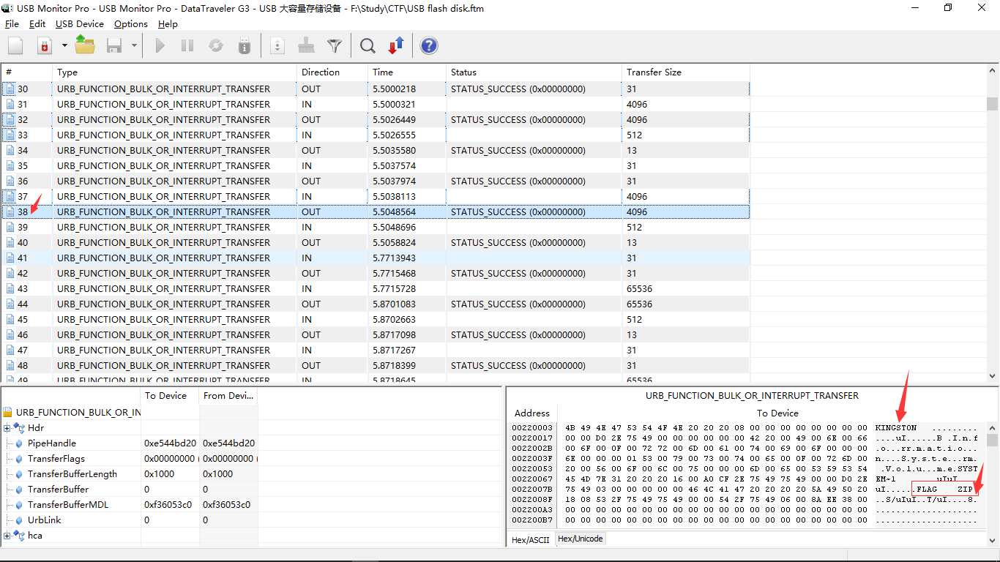 USB Monitor Pro - USB Monitor Pro - DataTraveler G3 - USB 大容量存储设备 - F:\Study\CTF\USB flash disk.ftm
File Edit USB Device Options Help
# Type Direction Time Status Transfer Size
30 URB_FUNCTION_BULK_OR_INTERRUPT_TRANSFER OUT 5.5000218 STATUS_SUCCESS (0x00000000) 31
31 URB_FUNCTION_BULK_OR_INTERRUPT_TRANSFER IN 5.5000321 4096
32 URB_FUNCTION_BULK_OR_INTERRUPT_TRANSFER OUT 5.5026449 STATUS_SUCCESS (0x00000000) 4096
33 URB_FUNCTION_BULK_OR_INTERRUPT_TRANSFER IN 5.5026555 512
34 URB_FUNCTION_BULK_OR_INTERRUPT_TRANSFER OUT 5.5035580 STATUS_SUCCESS (0x00000000) 13
35 URB_FUNCTION_BULK_OR_INTERRUPT_TRANSFER IN 5.5037574 31
36 URB_FUNCTION_BULK_OR_INTERRUPT_TRANSFER OUT 5.5037974 STATUS_SUCCESS (0x00000000) 31
37 URB_FUNCTION_BULK_OR_INTERRUPT_TRANSFER IN 5.5038113 4096
38 URB_FUNCTION_BULK_OR_INTERRUPT_TRANSFER OUT 5.5048564 STATUS_SUCCESS (0x00000000) 4096
39 URB_FUNCTION_BULK_OR_INTERRUPT_TRANSFER IN 5.5048696 512
40 URB_FUNCTION_BULK_OR_INTERRUPT_TRANSFER OUT 5.5058824 STATUS_SUCCESS (0x00000000) 13
41 URB_FUNCTION_BULK_OR_INTERRUPT_TRANSFER IN 5.7713943 31
42 URB_FUNCTION_BULK_OR_INTERRUPT_TRANSFER OUT 5.7715468 STATUS_SUCCESS (0x00000000) 31
43 URB_FUNCTION_BULK_OR_INTERRUPT_TRANSFER IN 5.7715728 65536
44 URB_FUNCTION_BULK_OR_INTERRUPT_TRANSFER OUT 5.8701083 STATUS_SUCCESS (0x00000000) 65536
45 URB_FUNCTION_BULK_OR_INTERRUPT_TRANSFER IN 5.8702663 512
46 URB_FUNCTION_BULK_OR_INTERRUPT_TRANSFER OUT 5.8717098 STATUS_SUCCESS (0x00000000) 13
47 URB_FUNCTION_BULK_OR_INTERRUPT_TRANSFER IN 5.8717267 31
48 URB_FUNCTION_BULK_OR_INTERRUPT_TRANSFER OUT 5.8718399 STATUS_SUCCESS (0x00000000) 31
49 URB_FUNCTION_BULK_OR_INTERRUPT_TRANSFER IN 5.8718645 65536
To Device From Devi...
URB_FUNCTION_BULK_OR_IN
Hdr
PipeHandle 0xe544bd20 0xe544bd20
TransferFlags 0x00000000 ( 0x00000000 (
TransferBufferLength 0x1000 0x1000
TransferBuffer 0 0
TransferBufferMDL 0xf36053c0 0xf36053c0
UrbLink 0 0
hca
URB_FUNCTION_BULK_OR_INTERRUPT_TRANSFER
Address To Device
00220003 4B 49 4E 47 53 54 4F 4E 20 20 20 08 00 00 00 00 00 00 00 00 KINGSTON .........
00220017 00 00 D0 2E 75 49 00 00 00 00 00 00 42 20 00 49 00 6E 00 66 ....uI......B .I.n.f
0022002B 00 6F 00 0F 00 72 72 00 6D 00 61 00 74 00 69 00 6F 00 00 00 .o...rr.m.a.t.i.o...
0022003F 6E 00 00 00 01 53 00 79 00 73 00 74 00 65 00 0F 00 72 6D 00 n....S.y.s.t.e...rm.
00220053 20 00 56 00 6F 00 6C 00 75 00 00 00 6D 00 65 00 53 59 53 54 .V.o.l.u...m.e.SYST
00220067 45 4D 7E 31 20 20 20 16 00 A0 CF 2E 75 49 75 49 00 00 D0 2E EM~1 .....uIuI....
0022007B 75 49 03 00 00 00 00 00 46 4C 41 47 20 20 20 20 5A 49 50 20 uI......FLAG ZIP
0022008F 18 08 53 2F 75 49 75 49 00 00 54 2F 75 49 06 00 8A EE 38 00 ..S/uIuI..T/uI....8.
002200A3 00 00 00 00 00 00 00 00 00 00 00 00 00 00 00 00 00 00 00 00 ....................
002200B7 00 00 00 00 00 00 00 00 00 00 00 00 00 00 00 00 00 00 00 00 ....................
Hex/ASCII Hex/Unicode